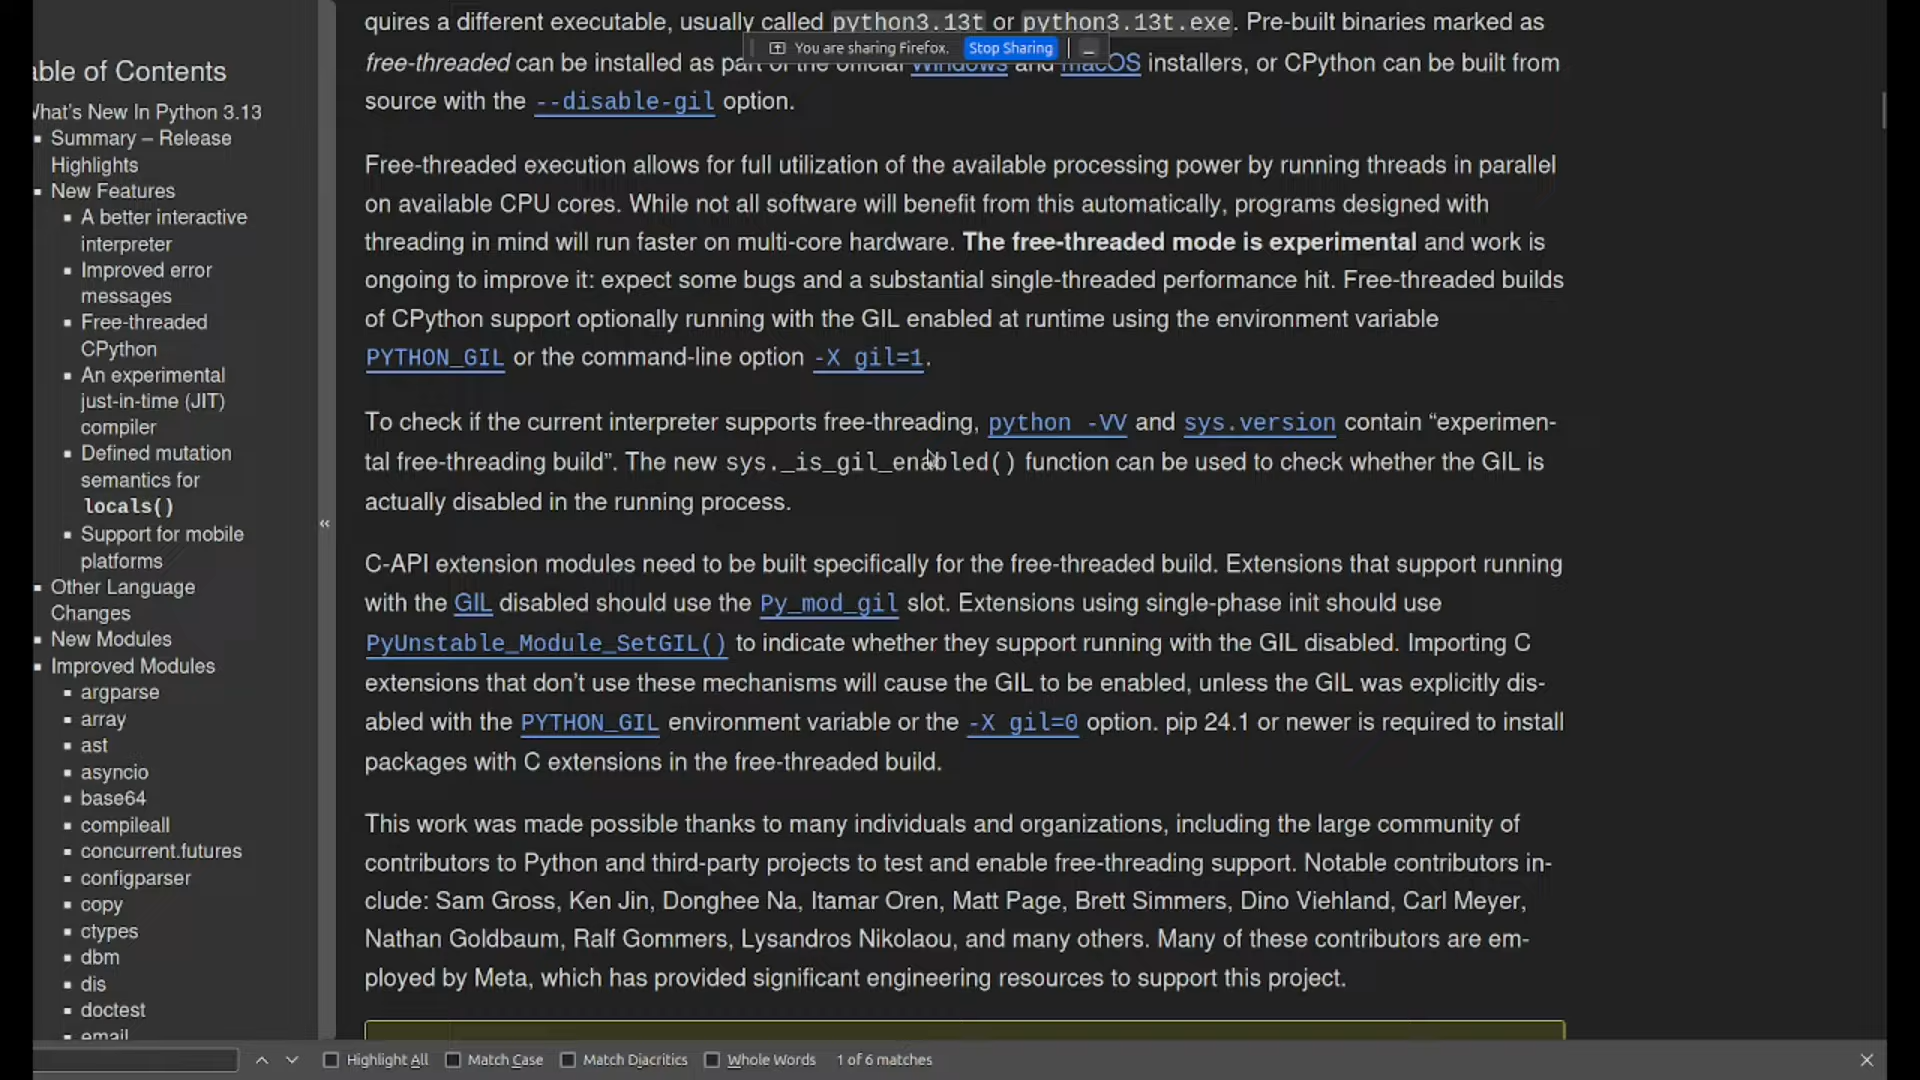 able of Contents
What's New In Python 3.13
Summary – Release
Highlights
New Features
A better interactive
interpreter
Improved error
messages
Free-threaded
CPython
An experimental
just-in-time (JIT)
compiler
Defined mutation
semantics for
locals()
Support for mobile
platforms
Other Language
Changes
New Modules
Improved Modules
argparse
array
ast
asyncio
base64
compileall
concurrent.futures
configparser
copy
ctypes
dbm
dis
doctest
email
«
quires a different executable, usually called python3.13t or python3.13t.exe. Pre-built binaries marked as
You are sharing Firefox. Stop Sharing
free-threaded can be installed as part of the official Windows and macOS installers, or CPython can be built from
source with the --disable-gil option.
Free-threaded execution allows for full utilization of the available processing power by running threads in parallel
on available CPU cores. While not all software will benefit from this automatically, programs designed with
threading in mind will run faster on multi-core hardware. The free-threaded mode is experimental and work is
ongoing to improve it: expect some bugs and a substantial single-threaded performance hit. Free-threaded builds
of CPython support optionally running with the GIL enabled at runtime using the environment variable
PYTHON_GIL or the command-line option -X gil=1.
To check if the current interpreter supports free-threading, python -VV and sys.version contain “experimen-
tal free-threading build”. The new sys._is_gil_enabled() function can be used to check whether the GIL is
actually disabled in the running process.
C-API extension modules need to be built specifically for the free-threaded build. Extensions that support running
with the GIL disabled should use the Py_mod_gil slot. Extensions using single-phase init should use
PyUnstable_Module_SetGIL() to indicate whether they support running with the GIL disabled. Importing C
extensions that don’t use these mechanisms will cause the GIL to be enabled, unless the GIL was explicitly dis-
abled with the PYTHON_GIL environment variable or the -X gil=0 option. pip 24.1 or newer is required to install
packages with C extensions in the free-threaded build.
This work was made possible thanks to many individuals and organizations, including the large community of
contributors to Python and third-party projects to test and enable free-threading support. Notable contributors in-
clude: Sam Gross, Ken Jin, Donghee Na, Itamar Oren, Matt Page, Brett Simmers, Dino Viehland, Carl Meyer,
Nathan Goldbaum, Ralf Gommers, Lysandros Nikolaou, and many others. Many of these contributors are em-
ployed by Meta, which has provided significant engineering resources to support this project.
Highlight All Match Case Match Diacritics Whole Words 1 of 6 matches